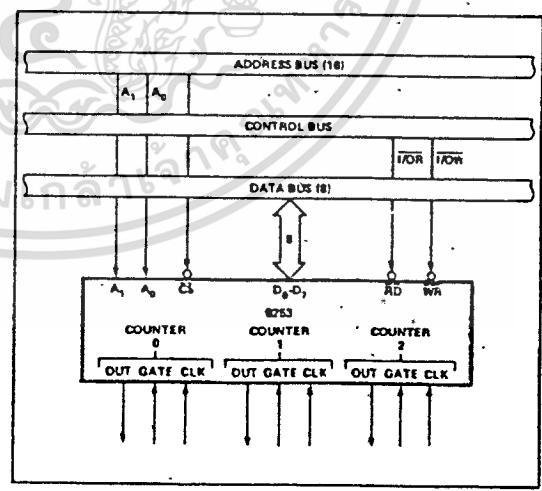 ADDRESS BUS (16)
A₁ A₀
CONTROL BUS
I/OR I/OW
DATA BUS (8)
8
A₁ A₀ CS D₀-D₇ RD WR
8253
COUNTER 0 COUNTER 1 COUNTER 2
OUT GATE CLK OUT GATE CLK OUT GATE CLK